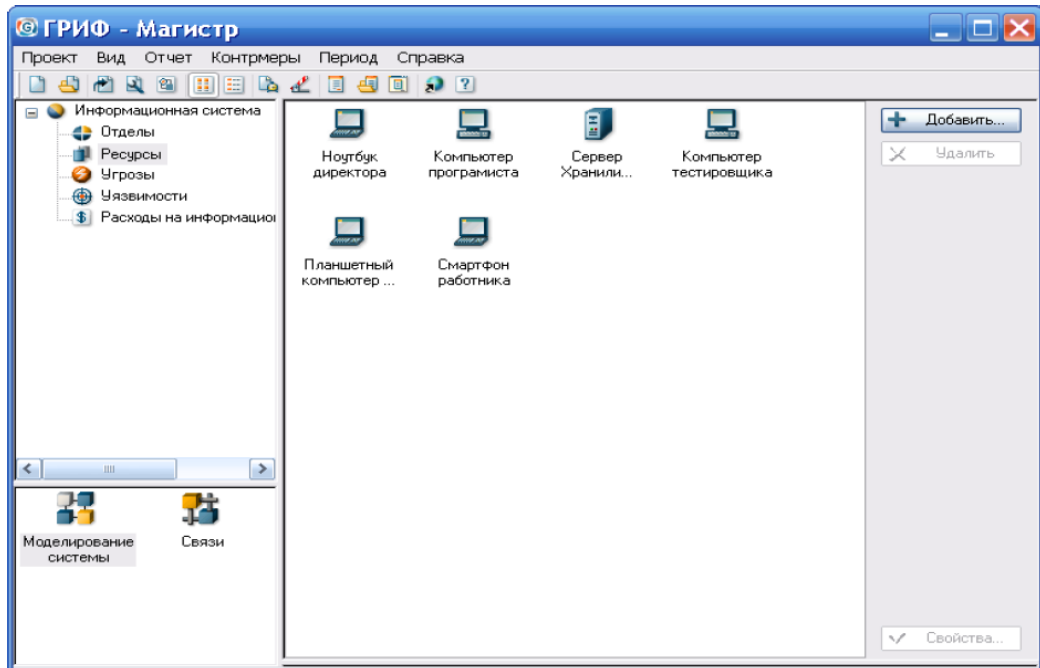 ГРИФ - Магистр
Проект Вид Отчет Контрмеры Период Справка
Информационная система
Отделы
Ресурсы
Угрозы
Уязвимости
Расходы на информацион
Моделирование системы
Связи
Ноутбук директора
Компьютер програмиста
Сервер Хранили...
Компьютер тестировщика
Планшетный компьютер ...
Смартфон работника
Добавить...
Удалить
Свойства...